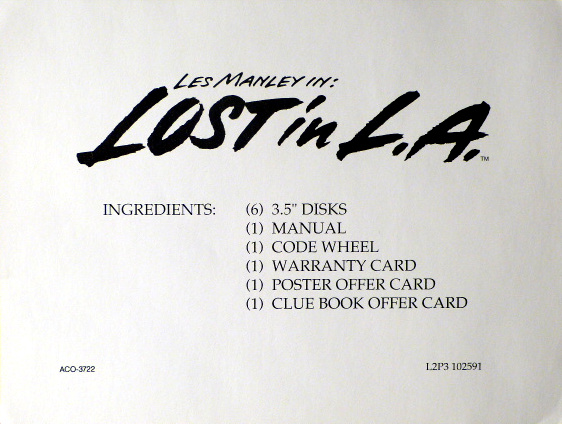 LES MANLEY IN:
LOST in L.A.™
INGREDIENTS: (6) 3.5" DISKS
(1) MANUAL
(1) CODE WHEEL
(1) WARRANTY CARD
(1) POSTER OFFER CARD
(1) CLUE BOOK OFFER CARD
ACO-3722 L2P3 102591